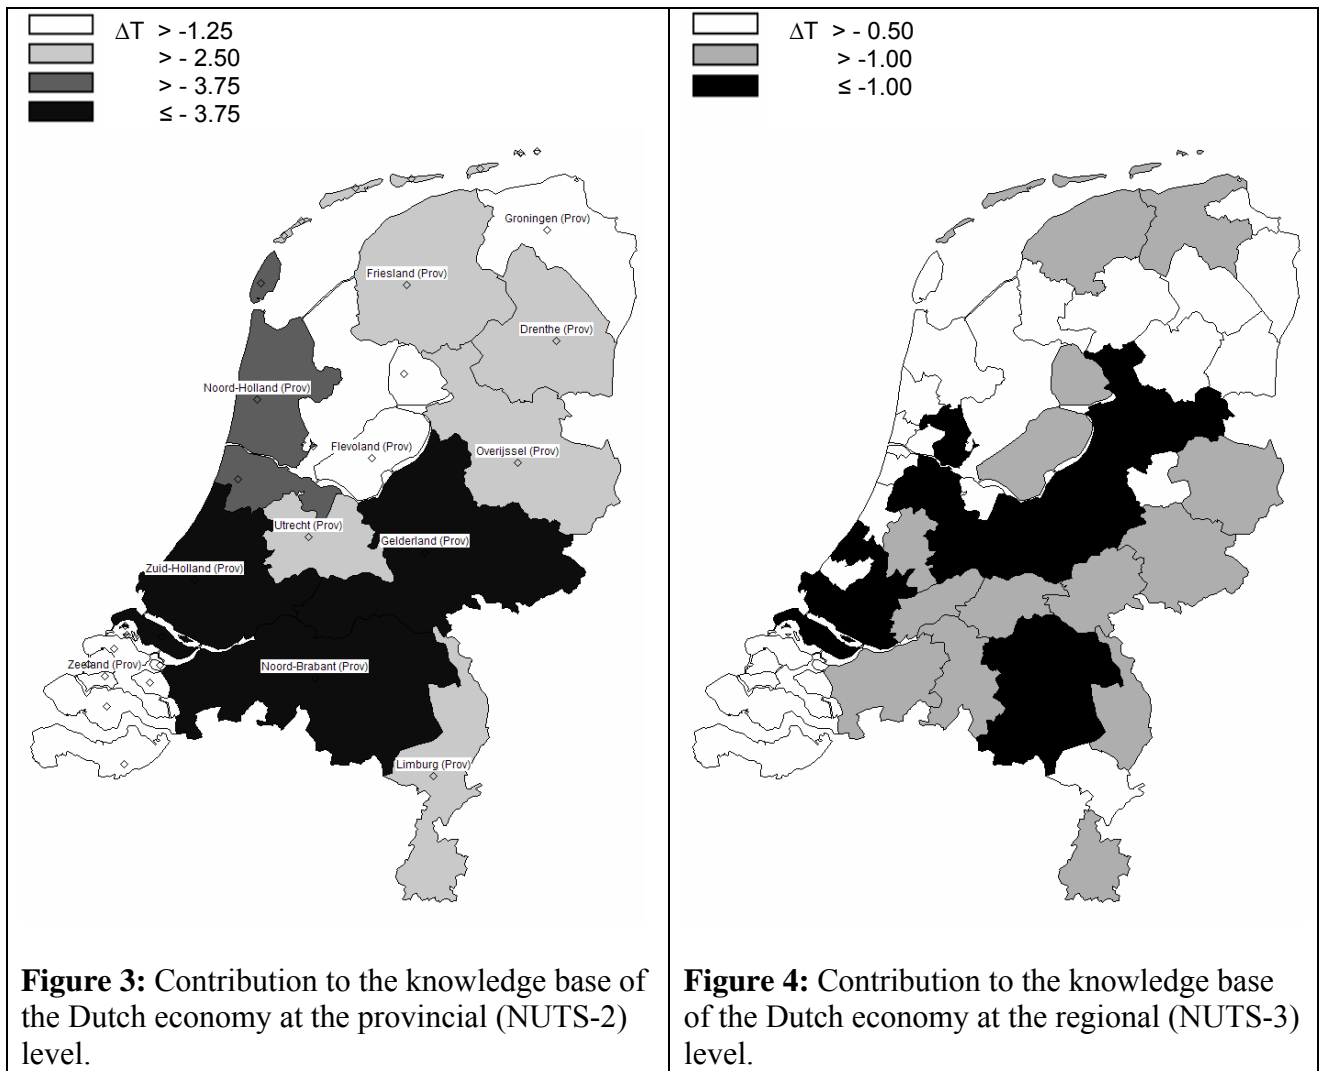 ΔT > -1.25
> - 2.50
> - 3.75
≤ - 3.75
Groningen (Prov)
Friesland (Prov)
Drenthe (Prov)
Noord-Holland (Prov)
Flevoland (Prov)
Overijssel (Prov)
Utrecht (Prov)
Gelderland (Prov)
Zuid-Holland (Prov)
Zeeland (Prov)
Noord-Brabant (Prov)
Limburg (Prov)
Figure 3: Contribution to the knowledge base of
the Dutch economy at the provincial (NUTS-2)
level.
ΔT > - 0.50
> -1.00
≤ -1.00
Figure 4: Contribution to the knowledge base
of the Dutch economy at the regional (NUTS-3)
level.